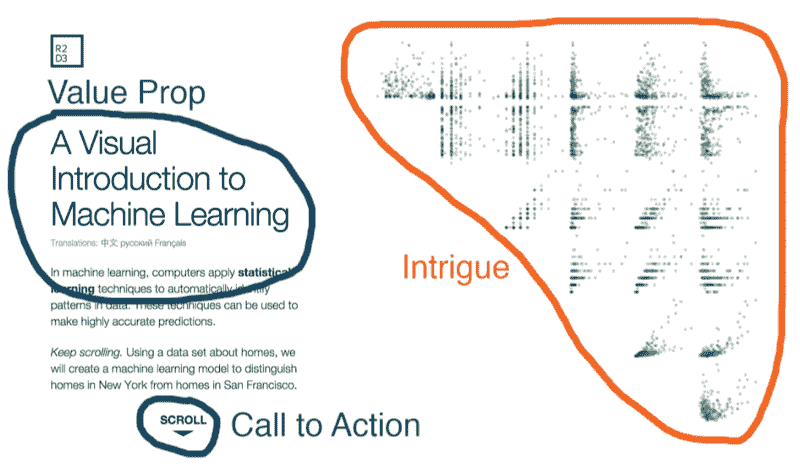 R2
D3
Value Prop
A Visual
Introduction to
Machine Learning
Translations: 中文 русский Français
In machine learning, computers apply statistical
learning techniques to automatically identify
patterns in data. These techniques can be used to
make highly accurate predictions.
Keep scrolling. Using a data set about homes, we
will create a machine learning model to distinguish
homes in New York from homes in San Francisco.
SCROLL
Call to Action
Intrigue